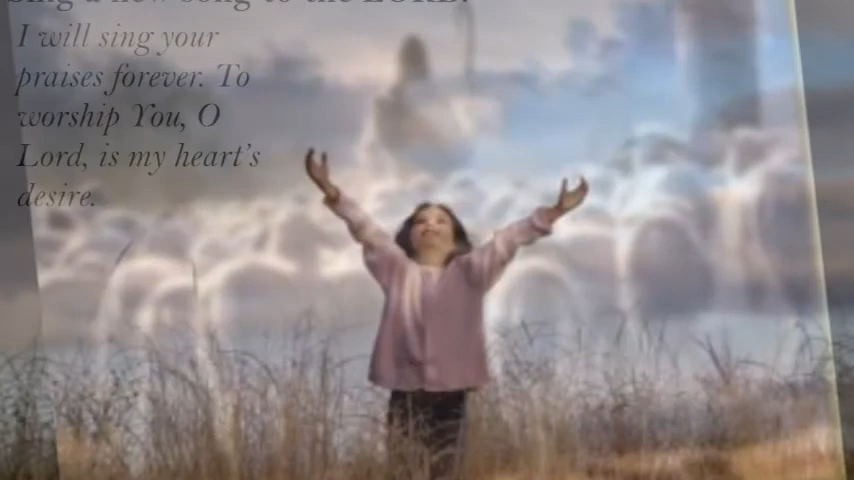 Sing a new song to the LORD!
I will sing your
praises forever. To
worship You, O
Lord, is my heart's
desire.